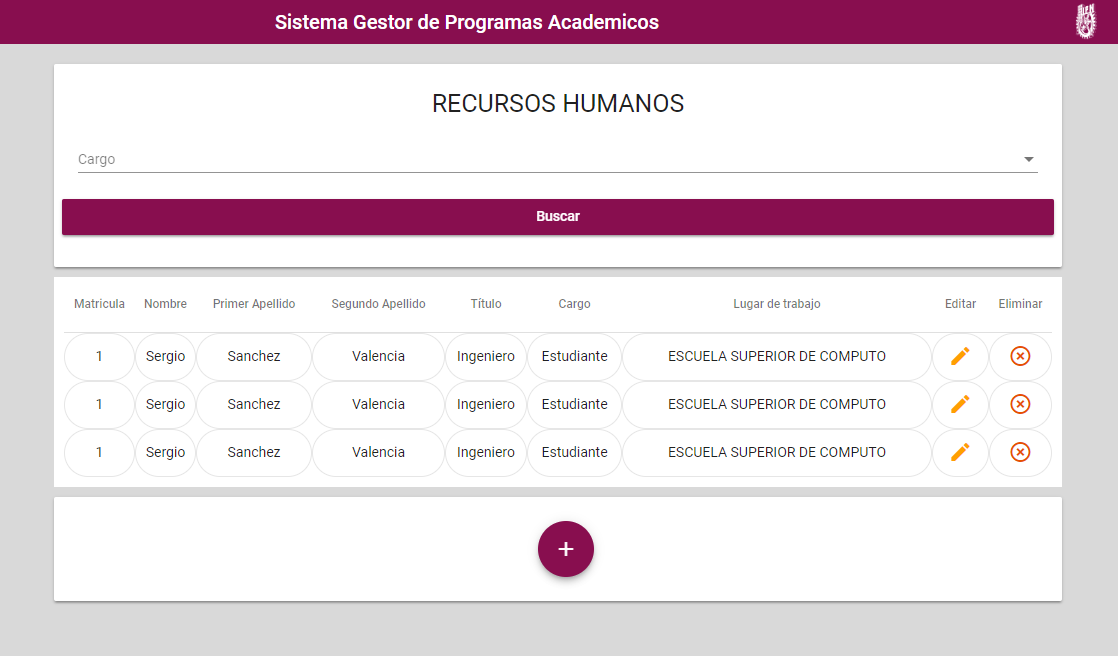 Sistema Gestor de Programas Academicos
RECURSOS HUMANOS
Cargo
Buscar
Matricula Nombre Primer Apellido Segundo Apellido Título Cargo Lugar de trabajo Editar Eliminar
1 Sergio Sanchez Valencia Ingeniero Estudiante ESCUELA SUPERIOR DE COMPUTO
1 Sergio Sanchez Valencia Ingeniero Estudiante ESCUELA SUPERIOR DE COMPUTO
1 Sergio Sanchez Valencia Ingeniero Estudiante ESCUELA SUPERIOR DE COMPUTO
+